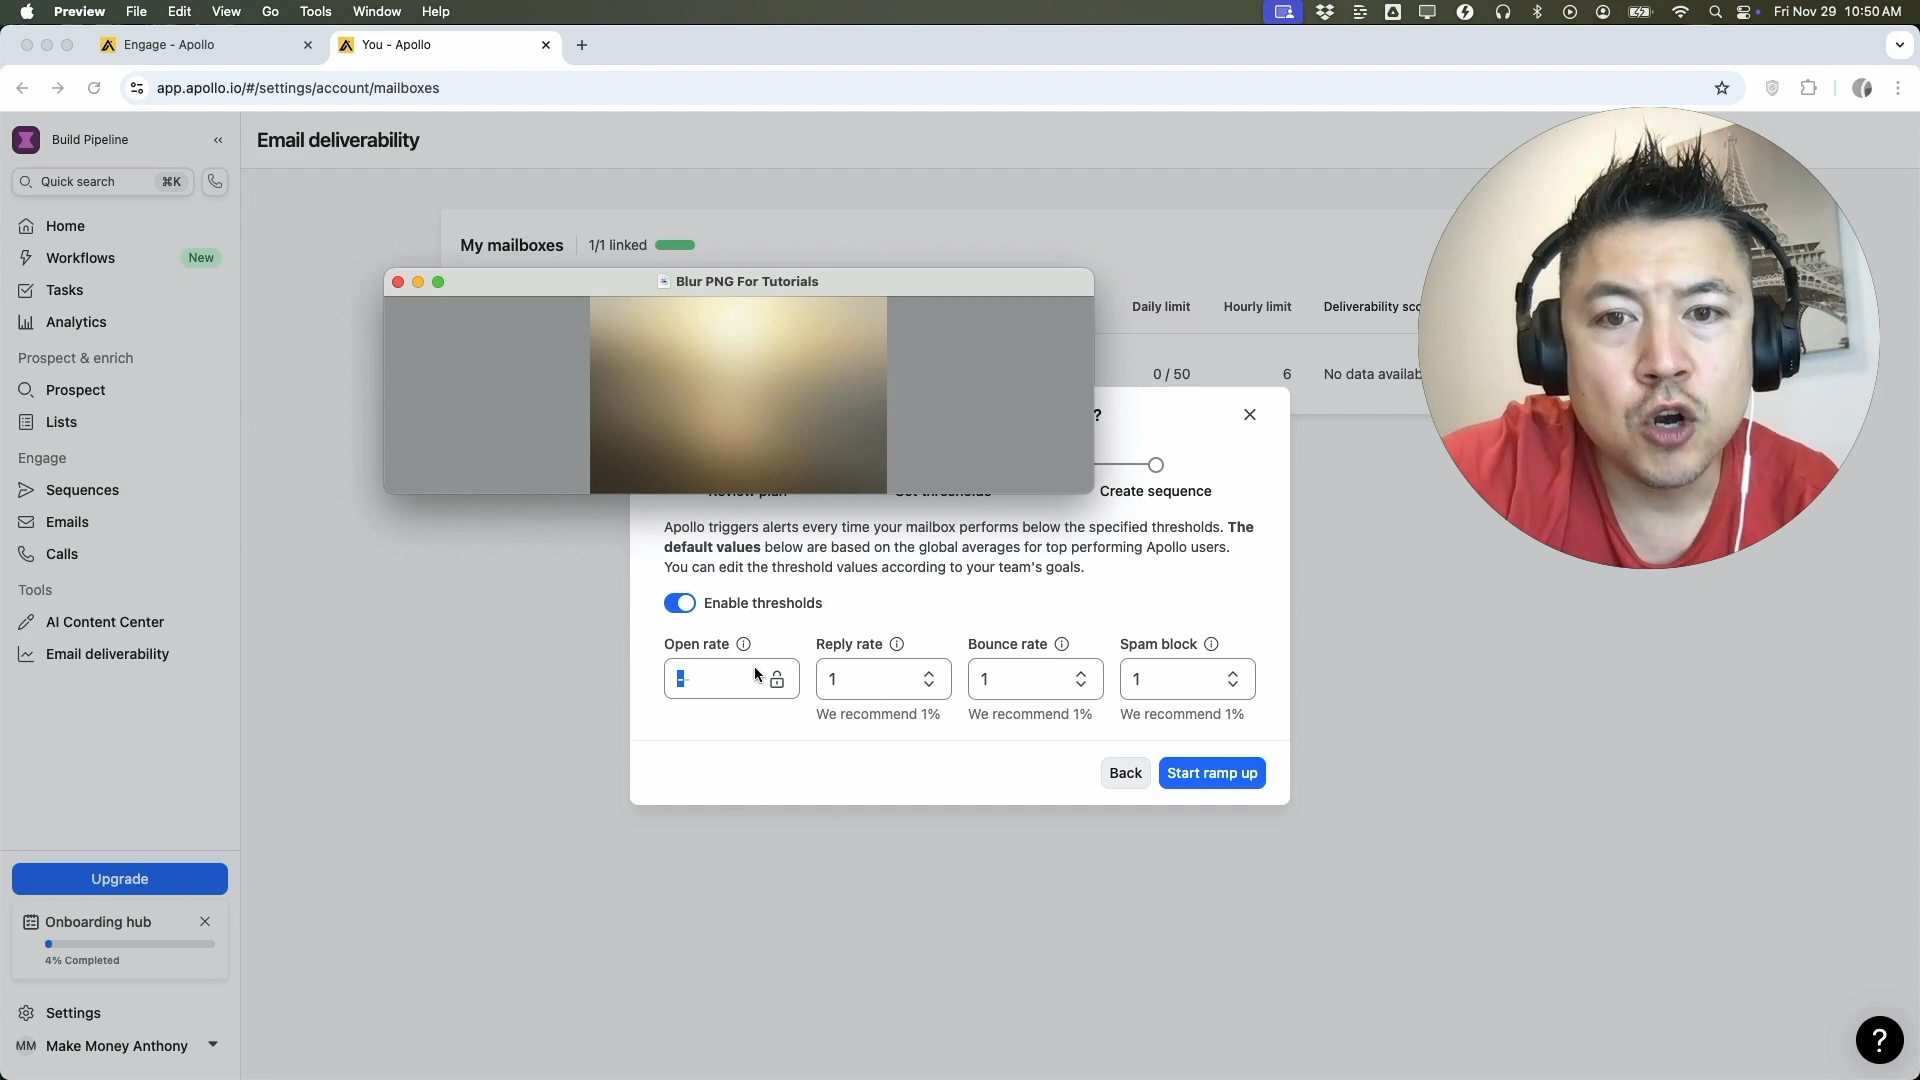 Preview File Edit View Go Tools Window Help
Fri Nov 29 10:50 AM
Engage - Apollo
You - Apollo
app.apollo.io/#/settings/account/mailboxes
Build Pipeline
Quick search ⌘K
Home
Workflows New
Tasks
Analytics
Prospect & enrich
Prospect
Lists
Engage
Sequences
Emails
Calls
Tools
AI Content Center
Email deliverability
Upgrade
Onboarding hub
4% Completed
Settings
MM Make Money Anthony
Email deliverability
My mailboxes 1/1 linked
Blur PNG For Tutorials
Daily limit Hourly limit Deliverability sco
0 / 50 6 No data availab
?
Review plan Set thresholds Create sequence
Apollo triggers alerts every time your mailbox performs below the specified thresholds. The
default values below are based on the global averages for top performing Apollo users.
You can edit the threshold values according to your team's goals.
Enable thresholds
Open rate Reply rate Bounce rate Spam block
-- 1 1 1
We recommend 1% We recommend 1% We recommend 1%
Back Start ramp up
?